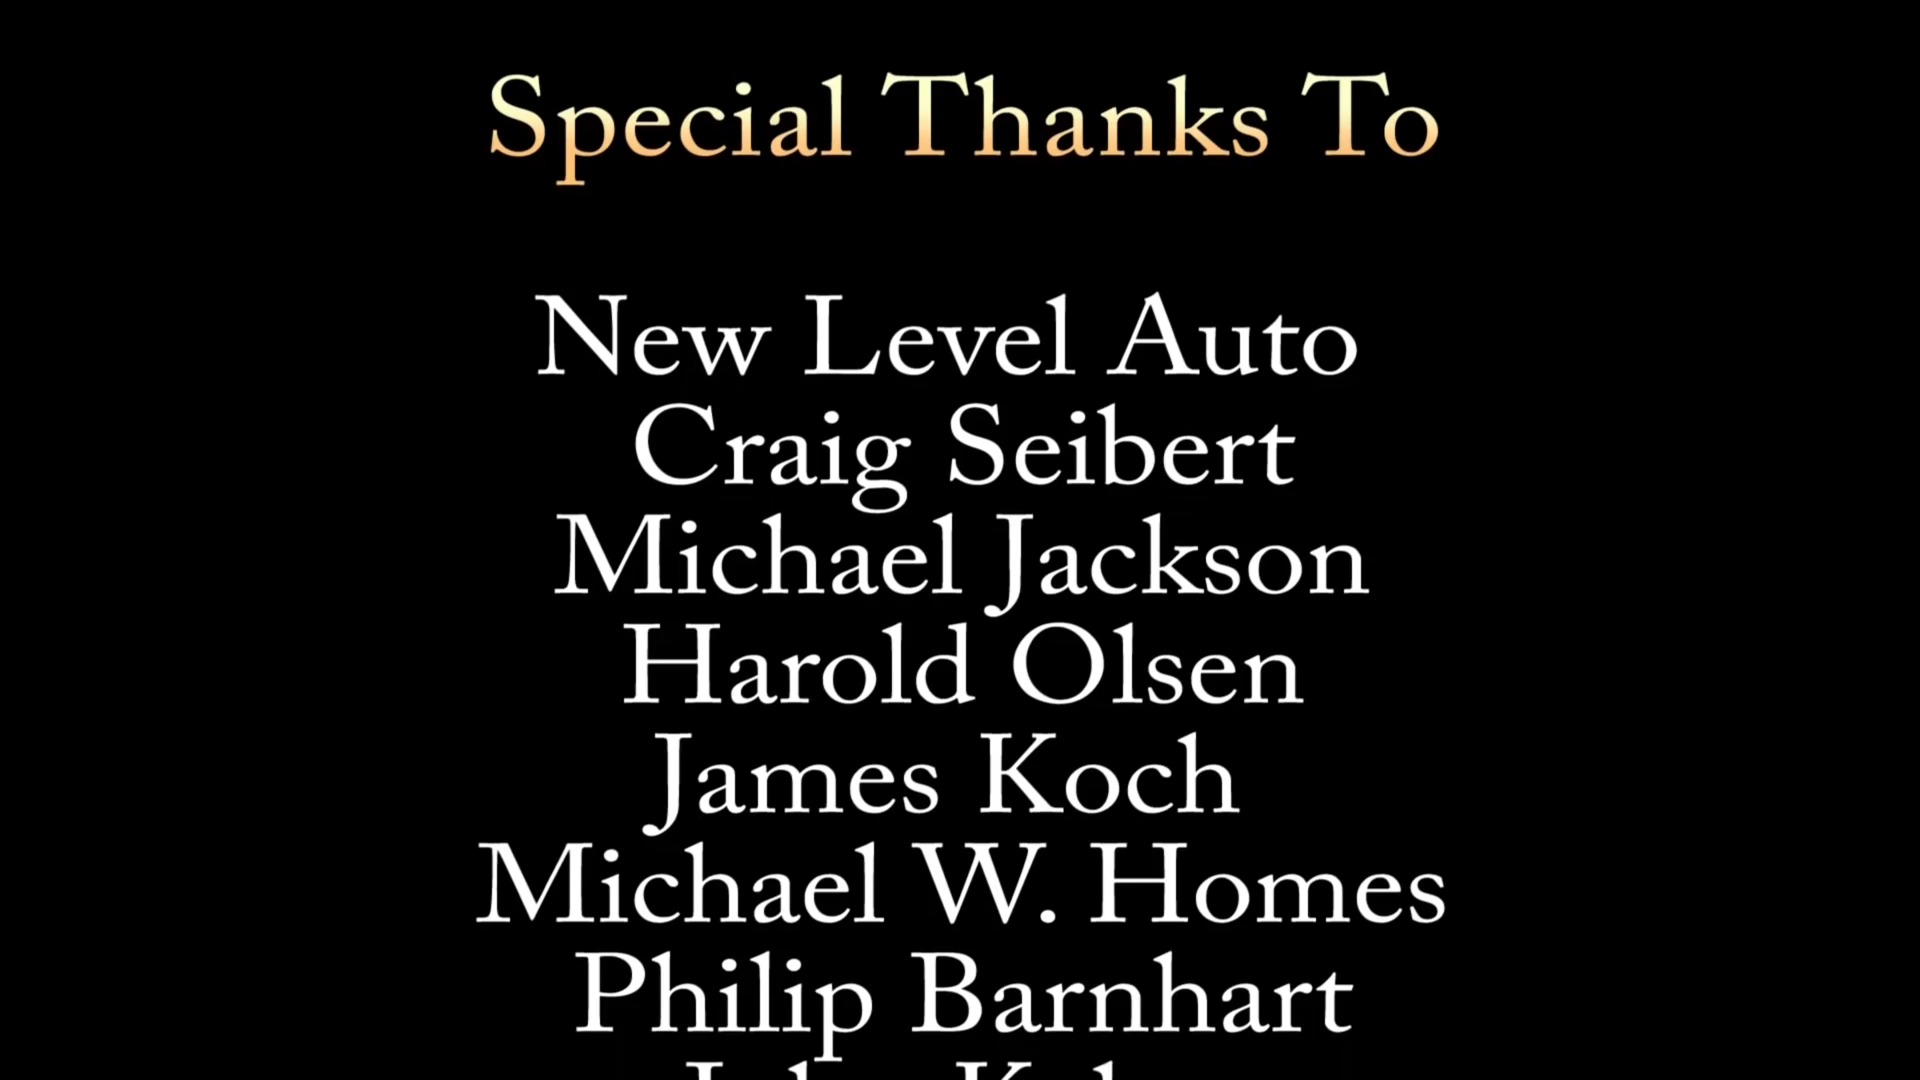 Special Thanks To
New Level Auto
Craig Seibert
Michael Jackson
Harold Olsen
James Koch
Michael W. Homes
Philip Barnhart